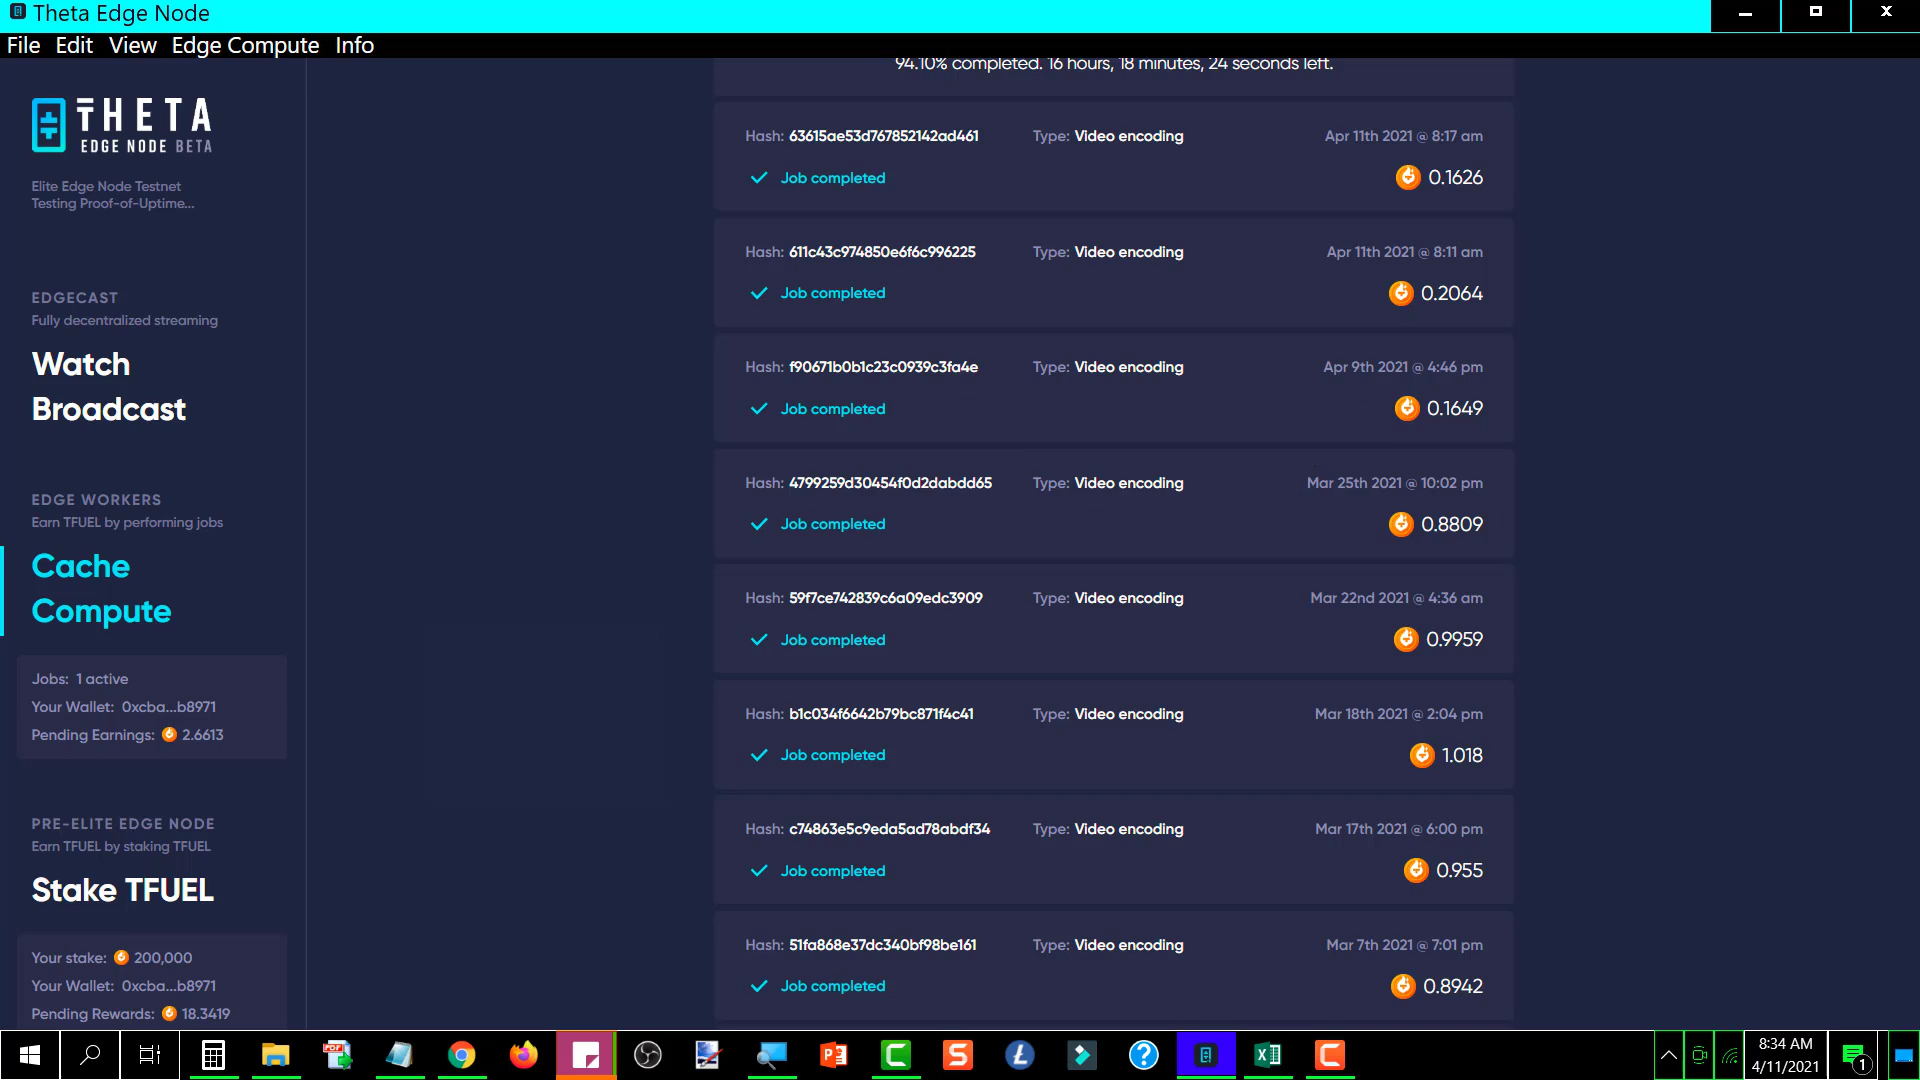 Theta Edge Node
File Edit View Edge Compute Info
THETA
EDGE NODE BETA
Elite Edge Node Testnet
Testing Proof-of-Uptime...
EDGECAST
Fully decentralized streaming
Watch
Broadcast
EDGE WORKERS
Earn TFUEL by performing jobs
Cache
Compute
Jobs: 1 active
Your Wallet: 0xcba...b8971
Pending Earnings: 2.6613
PRE-ELITE EDGE NODE
Earn TFUEL by staking TFUEL
Stake TFUEL
Your stake: 200,000
Your Wallet: 0xcba...b8971
Pending Rewards: 18.3419
94.10% completed. 16 hours, 18 minutes, 24 seconds left.
Hash: 63615ae53d767852142ad461 Type: Video encoding Apr 11th 2021 @ 8:17 am
Job completed 0.1626
Hash: 611c43c974850e6f6c996225 Type: Video encoding Apr 11th 2021 @ 8:11 am
Job completed 0.2064
Hash: f90671b0b1c23c0939c3fa4e Type: Video encoding Apr 9th 2021 @ 4:46 pm
Job completed 0.1649
Hash: 4799259d30454f0d2dabdd65 Type: Video encoding Mar 25th 2021 @ 10:02 pm
Job completed 0.8809
Hash: 59f7ce742839c6a09edc3909 Type: Video encoding Mar 22nd 2021 @ 4:36 am
Job completed 0.9959
Hash: b1c034f6642b79bc871f4c41 Type: Video encoding Mar 18th 2021 @ 2:04 pm
Job completed 1.018
Hash: c74863e5c9eda5ad78abdf34 Type: Video encoding Mar 17th 2021 @ 6:00 pm
Job completed 0.955
Hash: 51fa868e37dc340bf98be161 Type: Video encoding Mar 7th 2021 @ 7:01 pm
Job completed 0.8942
8:34 AM
4/11/2021
1